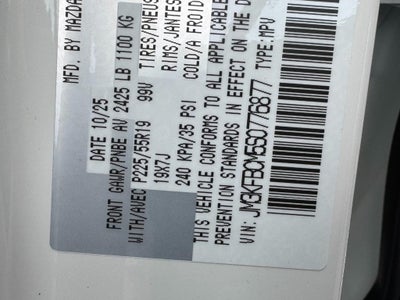 MFD. BY MAZDA
DATE 10/25
FRONT GAWR/PNBE AV 2425 LB 1100 KG
WITH/AVEC P225/55R19 99V TIRES/PNEUS
19X7J RIMS/JANTES
240 KPA/35 PSI COLD/A FROID
THIS VEHICLE CONFORMS TO ALL APPLICABLE
PREVENTION STANDARDS IN EFFECT ON THE D
VIN: JM3KFBCM5S0776877 TYPE:MPV